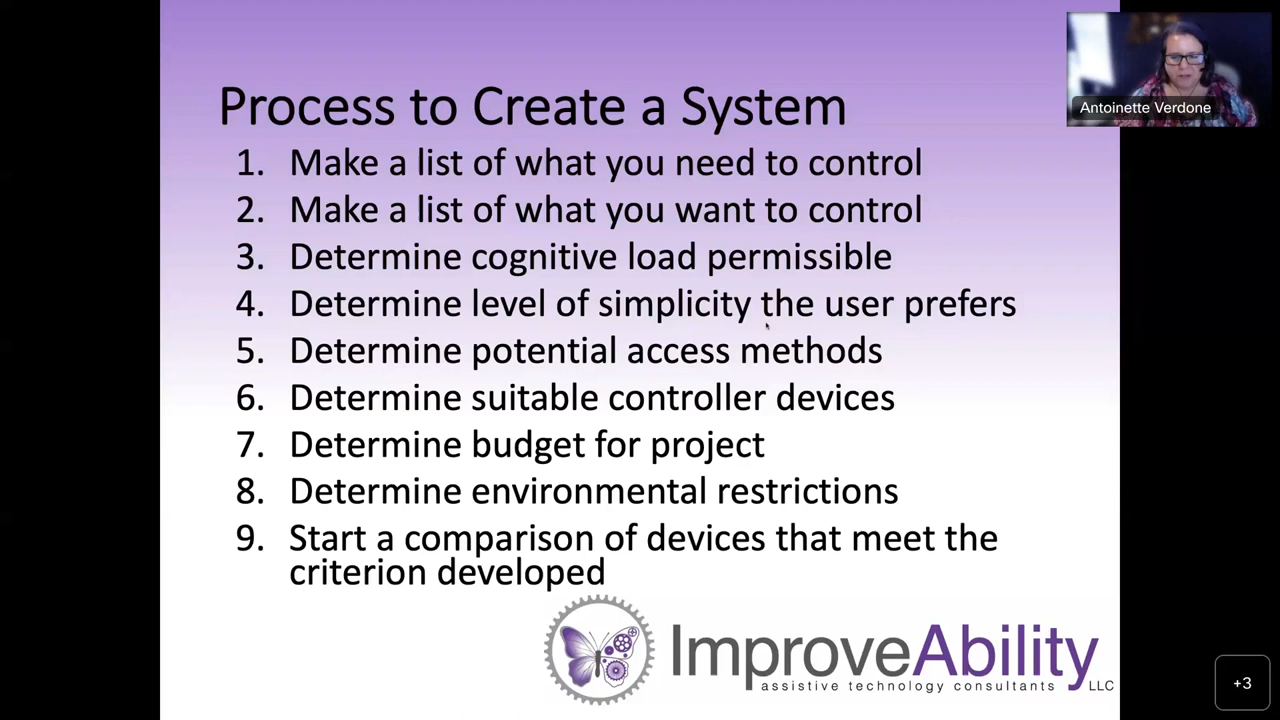 Process to Create a System
1. Make a list of what you need to control
2. Make a list of what you want to control
3. Determine cognitive load permissible
4. Determine level of simplicity the user prefers
5. Determine potential access methods
6. Determine suitable controller devices
7. Determine budget for project
8. Determine environmental restrictions
9. Start a comparison of devices that meet the
criterion developed
ImproveAbility
assistive technology consultants LLC
Antoinette Verdone
+3